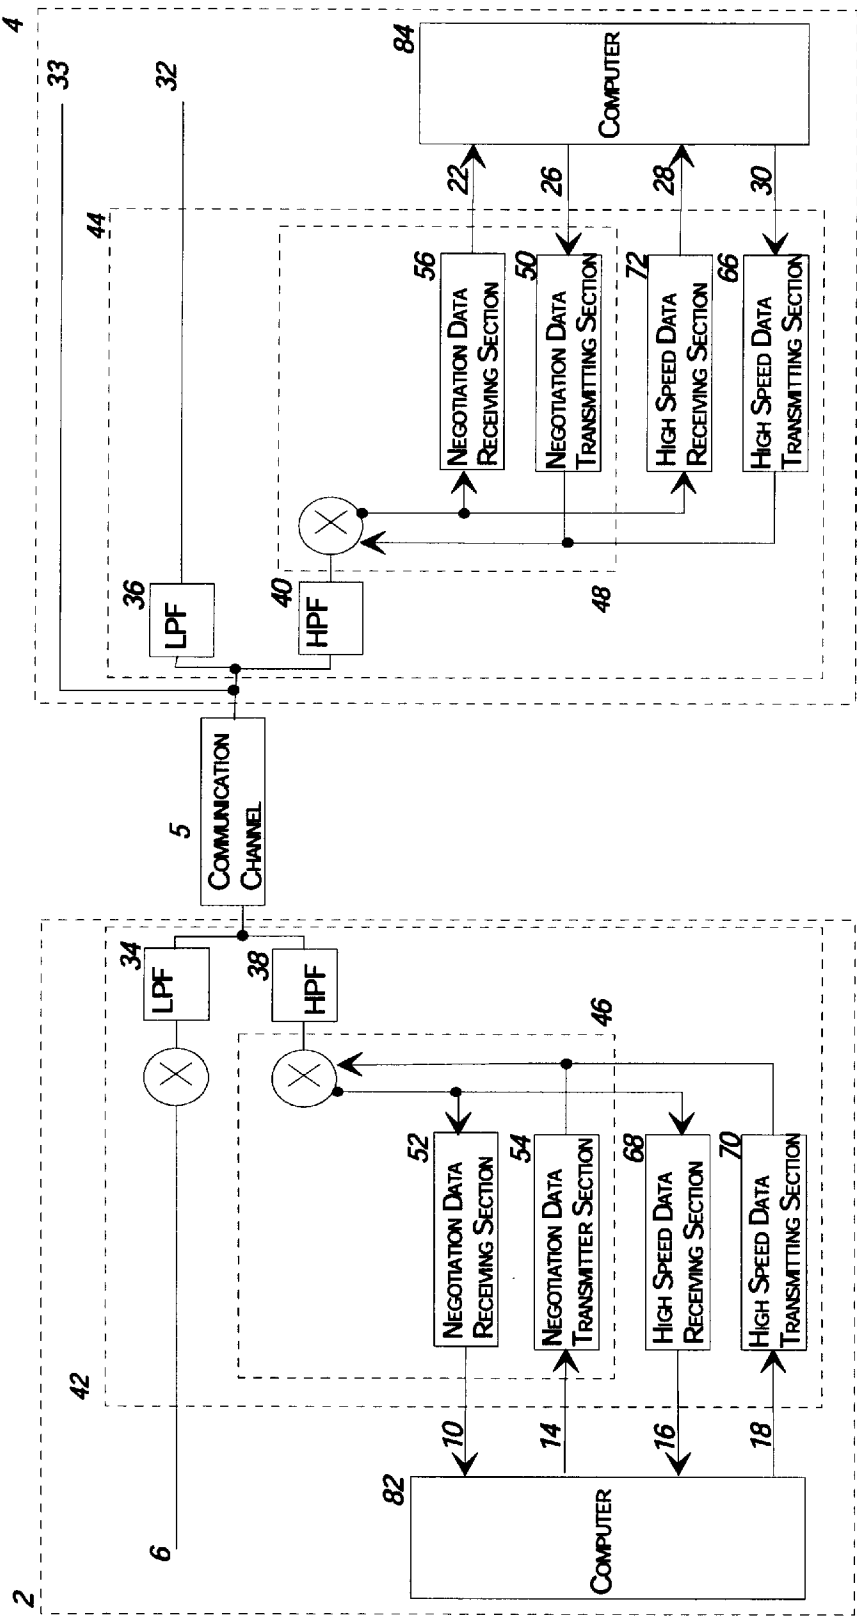 2
6
42
34
LPF
X
38
HPF
X
46
82
COMPUTER
10
14
16
18
52
NEGOTIATION DATA
RECEIVING SECTION
54
NEGOTIATION DATA
TRANSMITTER SECTION
68
HIGH SPEED DATA
RECEIVING SECTION
70
HIGH SPEED DATA
TRANSMITTING SECTION
5
COMMUNICATION
CHANNEL
4
33
32
44
36
LPF
40
HPF
X
48
56
NEGOTIATION DATA
RECEIVING SECTION
50
NEGOTIATION DATA
TRANSMITTING SECTION
72
HIGH SPEED DATA
RECEIVING SECTION
66
HIGH SPEED DATA
TRANSMITTING SECTION
22
26
28
30
84
COMPUTER